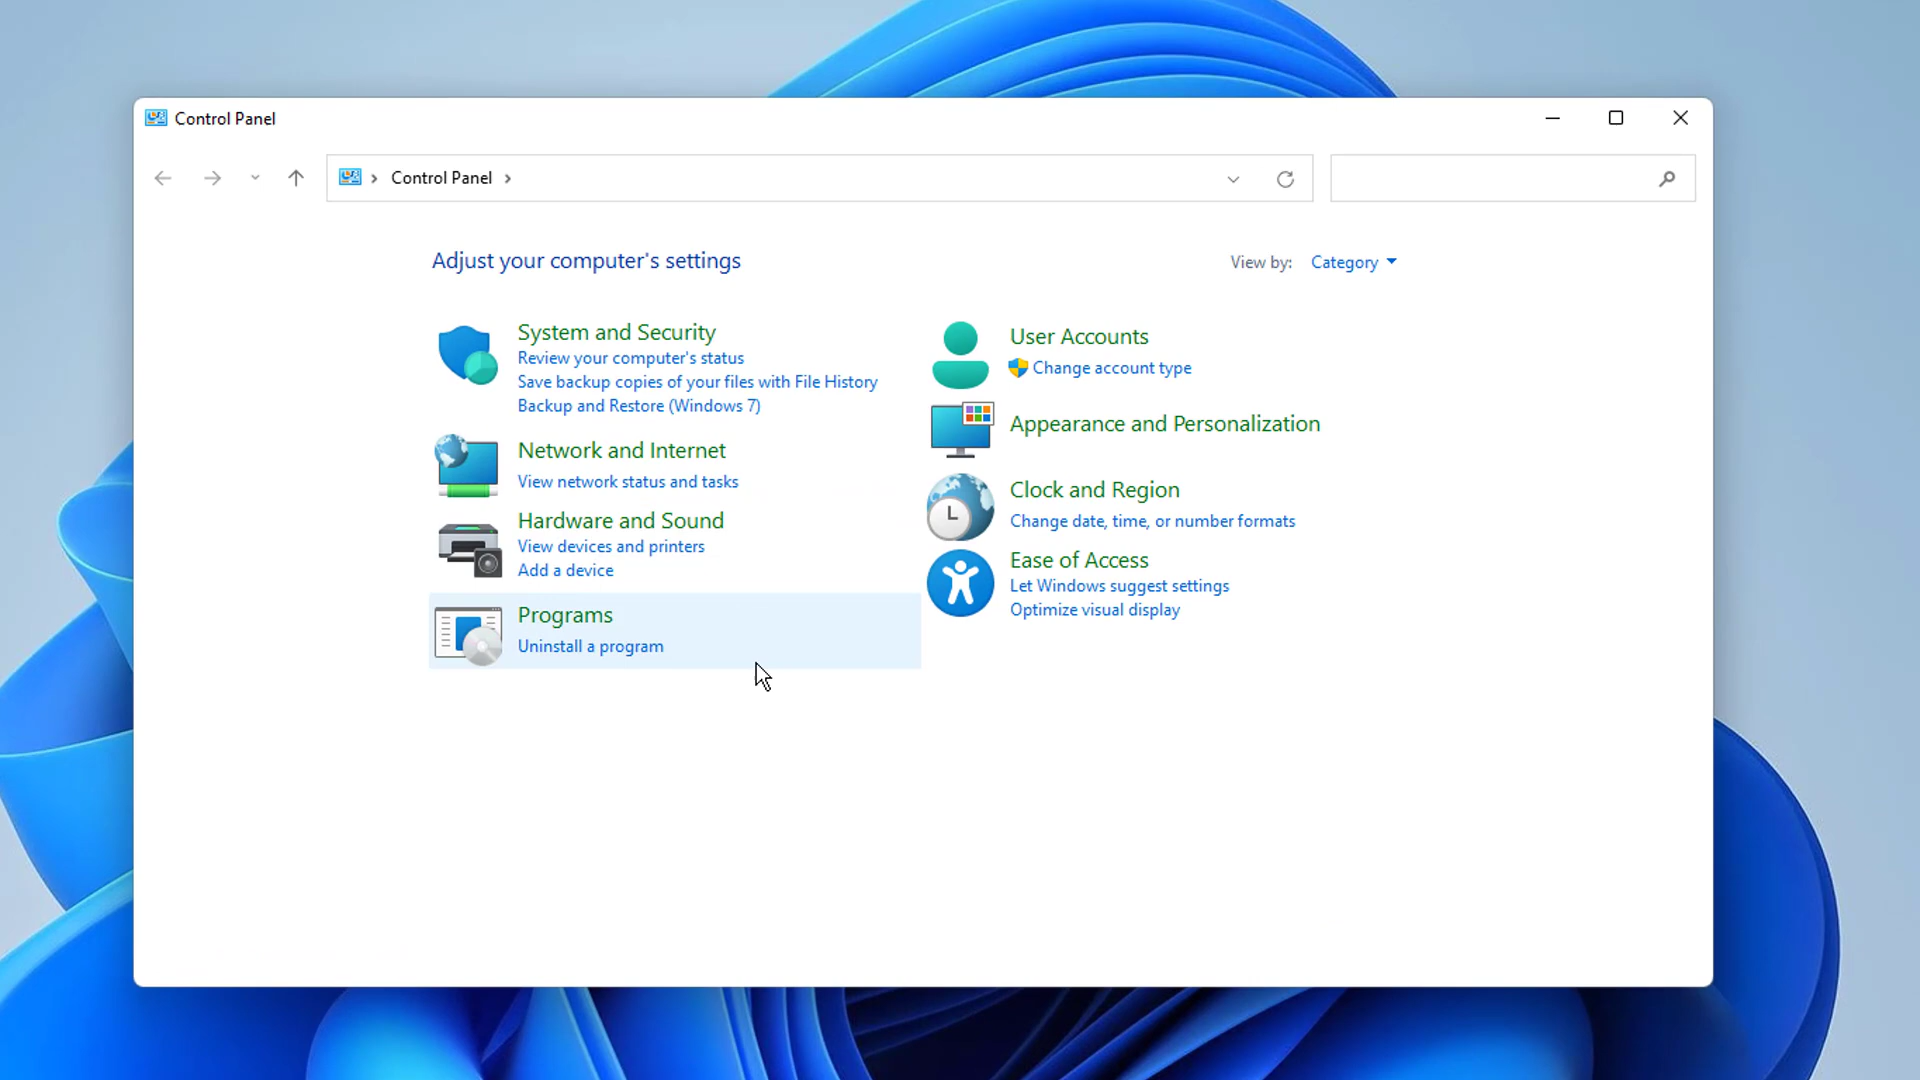 Control Panel
Control Panel
Adjust your computer's settings
View by: Category
System and Security
Review your computer's status
Save backup copies of your files with File History
Backup and Restore (Windows 7)
Network and Internet
View network status and tasks
Hardware and Sound
View devices and printers
Add a device
Programs
Uninstall a program
User Accounts
Change account type
Appearance and Personalization
Clock and Region
Change date, time, or number formats
Ease of Access
Let Windows suggest settings
Optimize visual display